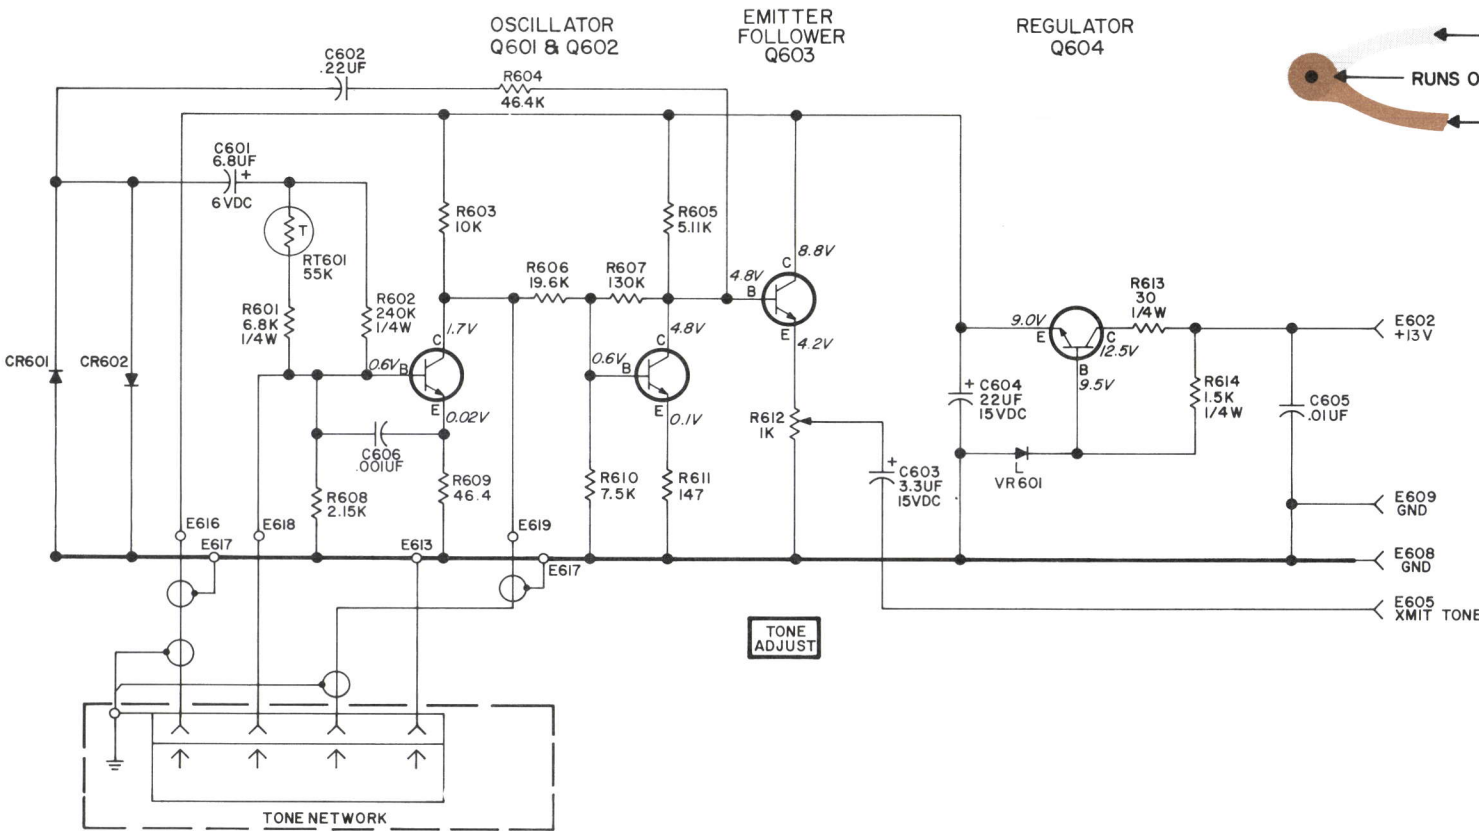 OSCILLATOR
Q601 & Q602
EMITTER
FOLLOWER
Q603
REGULATOR
Q604
RUNS O
C602
.22UF
R604
46.4K
C601
6.8UF
+
6VDC
T
RT601
55K
R603
10K
R605
5.11K
8.8V
C
4.8V
B
E
4.2V
R606
19.6K
R607
130K
R601
6.8K
1/4W
R602
240K
1/4W
1.7V
C
0.6V
B
E
0.02V
4.8V
C
0.6V
B
E
0.1V
CR601
CR602
9.0V
E
C
12.5V
B
9.5V
R613
30
1/4W
E602
+13V
R612
1K
+
C604
22UF
15VDC
R614
1.5K
1/4W
C605
.01UF
C606
.001UF
R609
46.4
R610
7.5K
R611
147
+
C603
3.3UF
15VDC
L
VR601
R608
2.15K
E616
E618
E619
E609
GND
E617
E613
E617
E608
GND
E605
XMIT TONE
TONE
ADJUST
TONE NETWORK